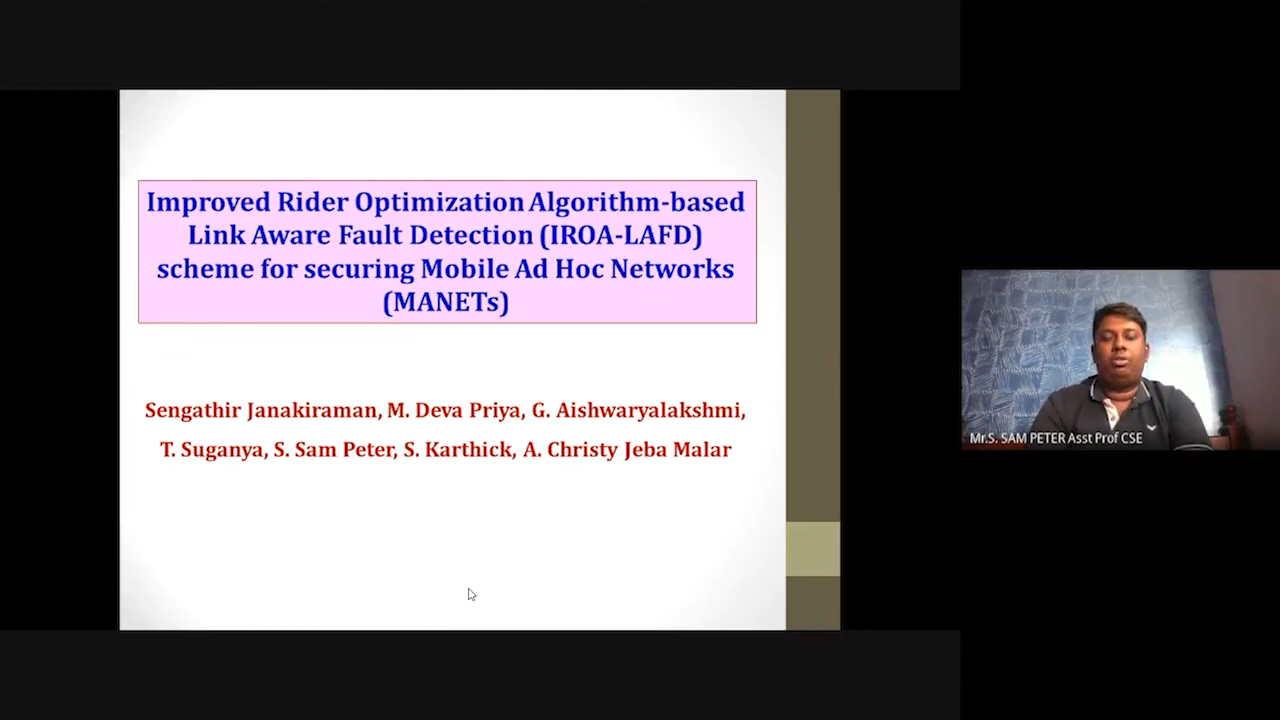 Improved Rider Optimization Algorithm-based
Link Aware Fault Detection (IROA-LAFD)
scheme for securing Mobile Ad Hoc Networks
(MANETs)
Sengathir Janakiraman, M. Deva Priya, G. Aishwaryalakshmi,
T. Suganya, S. Sam Peter, S. Karthick, A. Christy Jeba Malar
Mr.S. SAM PETER Asst Prof CSE